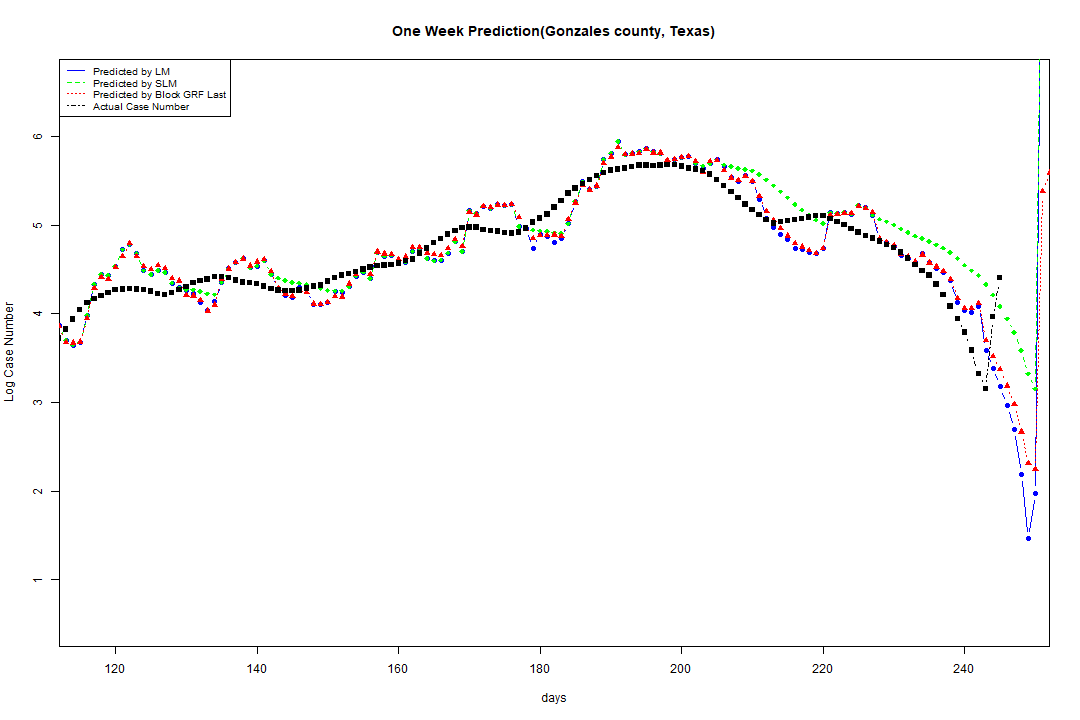 One Week Prediction(Gonzales county, Texas)
Predicted by LM
Predicted by SLM
Predicted by Block GRF Last
Actual Case Number
Log Case Number
6
5
4
3
2
1
120 140 160 180 200 220 240
days